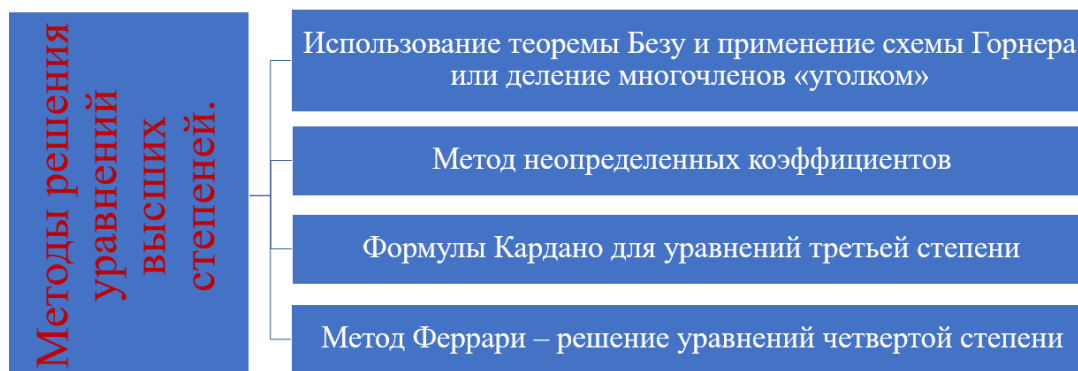 Методы решения
уравнений
высших
степеней.
Использование теоремы Безу и применение схемы Горнера
или деление многочленов «уголком»
Метод неопределенных коэффициентов
Формулы Кардано для уравнений третьей степени
Метод Феррари – решение уравнений четвертой степени